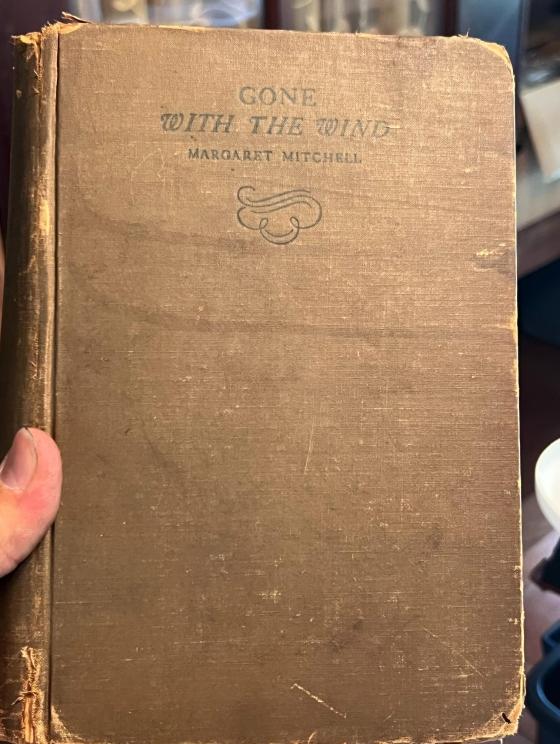 GONE
WITH THE WIND
MARGARET MITCHELL